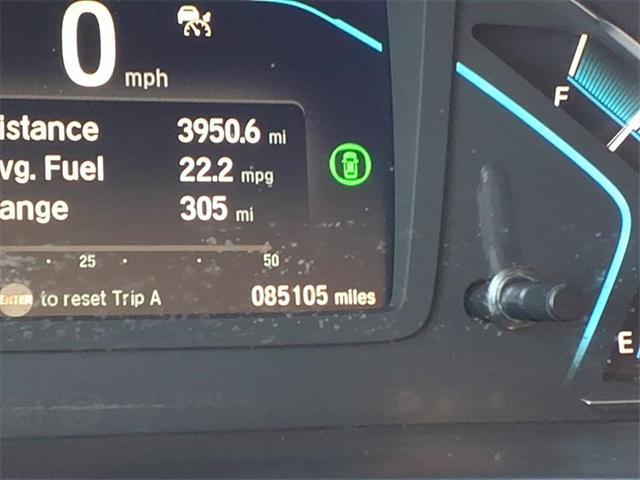 0 mph
istance 3950.6 mi
vg. Fuel 22.2 mpg
ange 305 mi
25 50
ENTER to reset Trip A
085105 miles
F
E